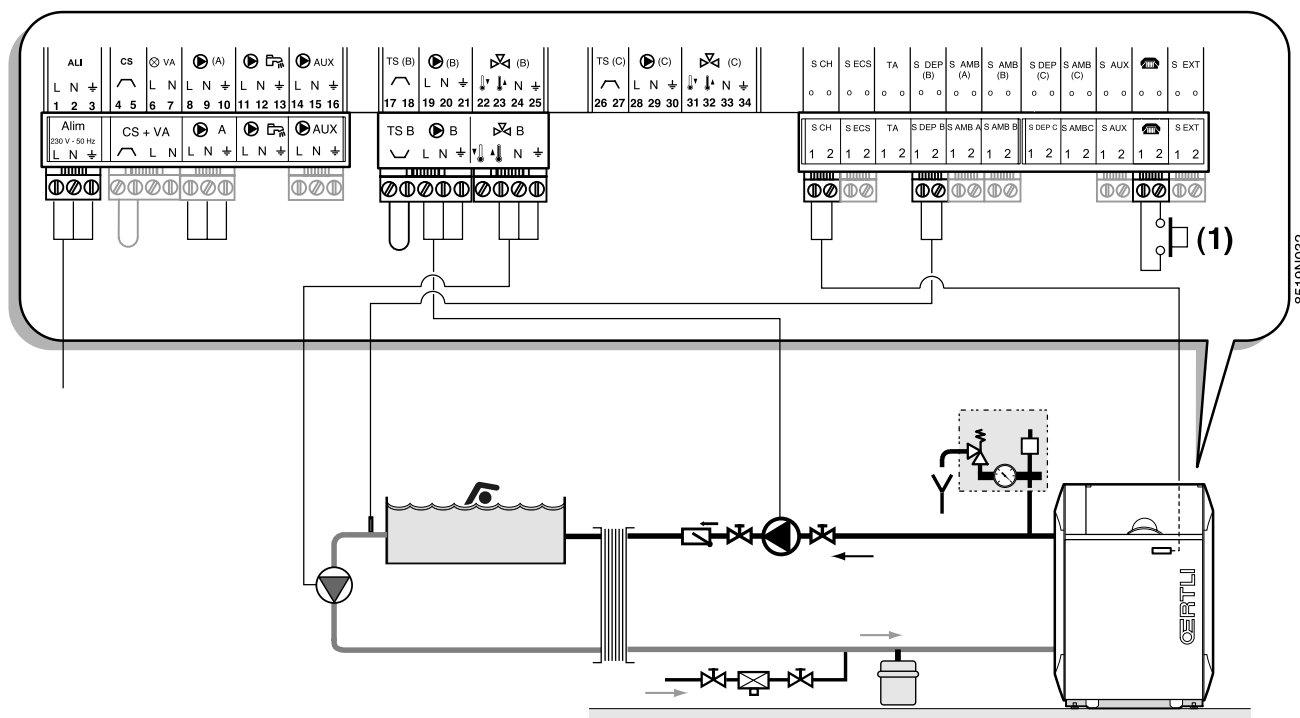 ALI CS VA (A) AUX TS (B) (B) (B) TS (C) (C) (C) S CH S ECS TA S DEP (B) S AMB (A) S AMB (B) S DEP (C) S AMB (C) S AUX S EXT
L N L N L N L N L N L N N L N N
1 2 3 4 5 6 7 8 9 10 11 12 13 14 15 16 17 18 19 20 21 22 23 24 25 26 27 28 29 30 31 32 33 34
Alim CS + VA A AUX TS B B B S CH S ECS TA S DEP B S AMB A S AMB B S DEP C S AMBC S AUX S EXT
230 V - 50 Hz
L N L N L N L N L N L N N 1 2 1 2 1 2 1 2 1 2 1 2 1 2 1 2 1 2 1 2 1 2
(1)
8519N032
ŒRTLI